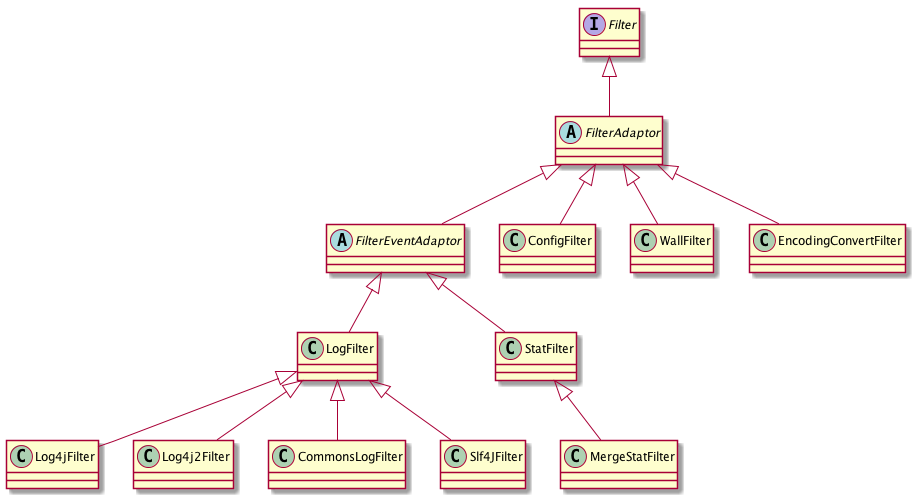 I Filter
A FilterAdaptor
A FilterEventAdaptor
C ConfigFilter
C WallFilter
C EncodingConvertFilter
C LogFilter
C StatFilter
C Log4jFilter
C Log4j2Filter
C CommonsLogFilter
C Slf4JFilter
C MergeStatFilter